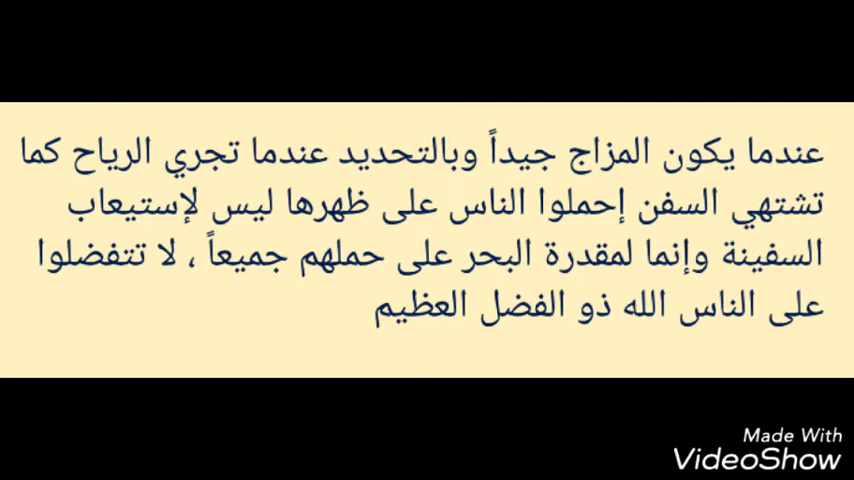 عندما يكون المزاج جيداً وبالتحديد عندما تجري الرياح كما
تشتهي السفن إحملوا الناس على ظهرها ليس لإستيعاب
السفينة وإنما لمقدرة البحر على حملهم جميعاً ، لا تتفضلوا
على الناس الله ذو الفضل العظيم
Made With
VideoShow